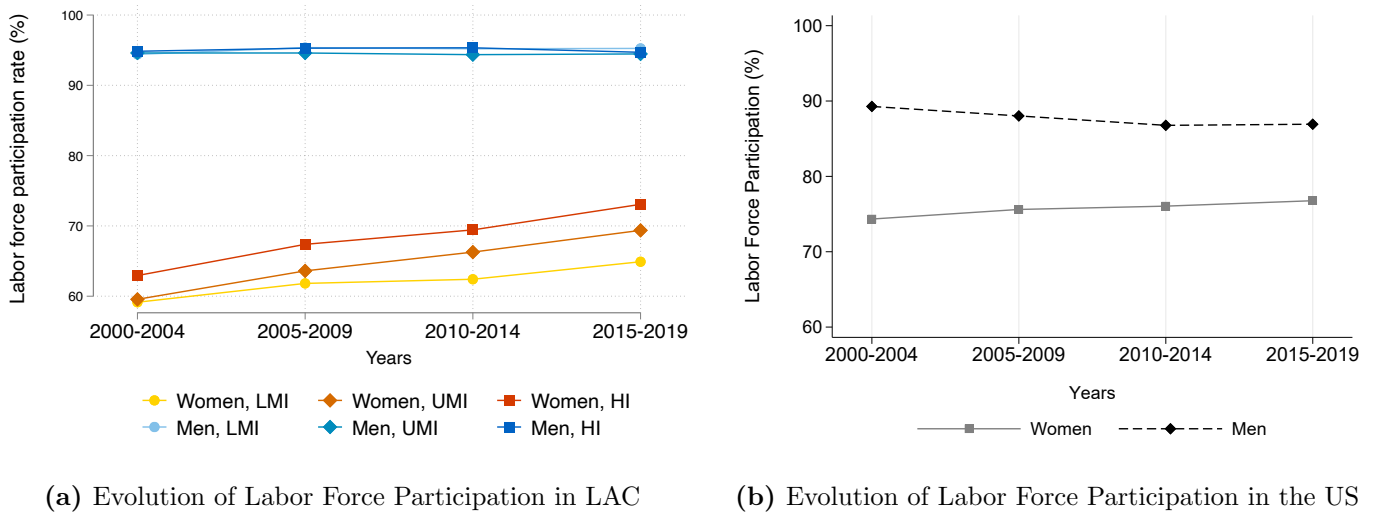 Labor force participation rate (%)
100
90
80
70
60
2000-2004 2005-2009 2010-2014 2015-2019
Years
Women, LMI Women, UMI Women, HI
Men, LMI Men, UMI Men, HI
(a) Evolution of Labor Force Participation in LAC
Labor Force Participation (%)
100
90
80
70
60
2000-2004 2005-2009 2010-2014 2015-2019
Years
Women Men
(b) Evolution of Labor Force Participation in the US